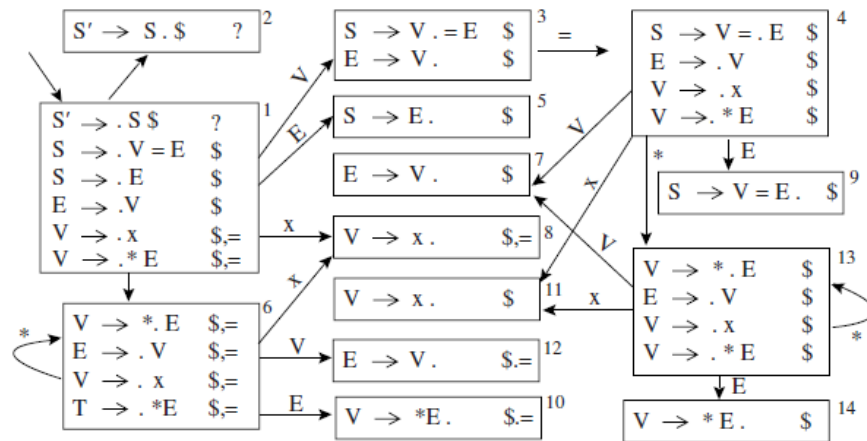 S′ → S . $ ? 2
S′ → . S $ ? 1
S → . V = E $
S → . E $
E → .V $
V → . x $,=
V → .* E $,=
S → V . = E $ 3
E → V . $
=
S → V = . E $ 4
E → . V $
V → . x $
V → . * E $
V
E
S → E . $ 5
E → V . $ 7
V
x
*
E
S → V = E . $ 9
x
V → x . $,= 8
V
x
V → x . $ 11
x
V → * . E $ 13
E → . V $
V → . x $
V → . * E $
*
V → *. E $,= 6
E → . V $,=
V → . x $,=
T → . *E $,=
*
V
E → V . $.= 12
E
V → *E . $.= 10
E
V → * E . $ 14